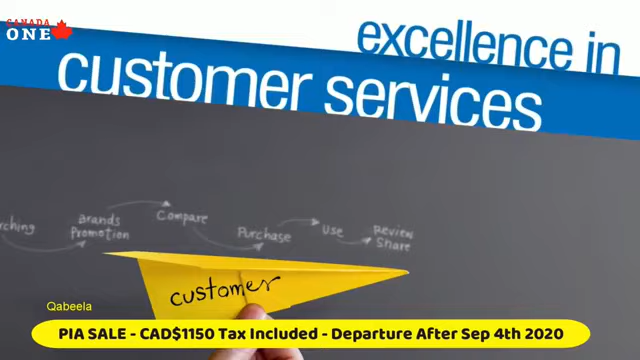 CANADA
ONE
excellence in
customer services
Brands
Promotion
Compare
Purchase
Use
Review
Share
customer
Qabeela
PIA SALE - CAD$1150 Tax Included - Departure After Sep 4th 2020